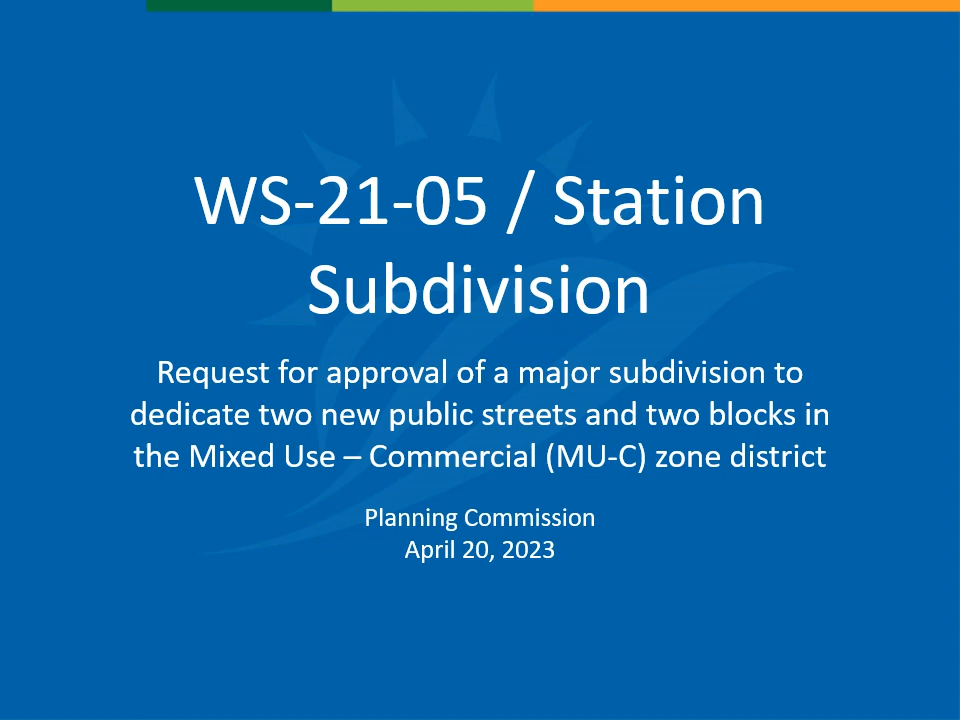 WS-21-05 / Station
Subdivision
Request for approval of a major subdivision to
dedicate two new public streets and two blocks in
the Mixed Use – Commercial (MU-C) zone district
Planning Commission
April 20, 2023